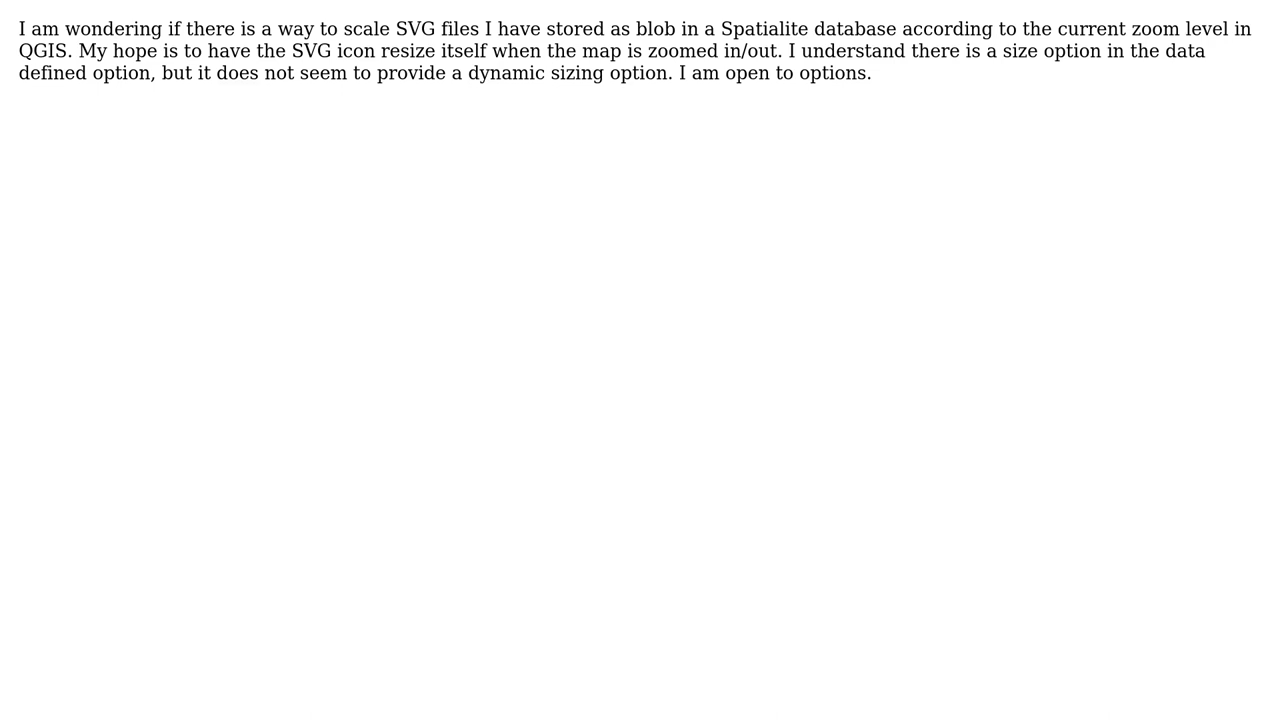 I am wondering if there is a way to scale SVG files I have stored as blob in a Spatialite database according to the current zoom level in
QGIS. My hope is to have the SVG icon resize itself when the map is zoomed in/out. I understand there is a size option in the data
defined option, but it does not seem to provide a dynamic sizing option. I am open to options.